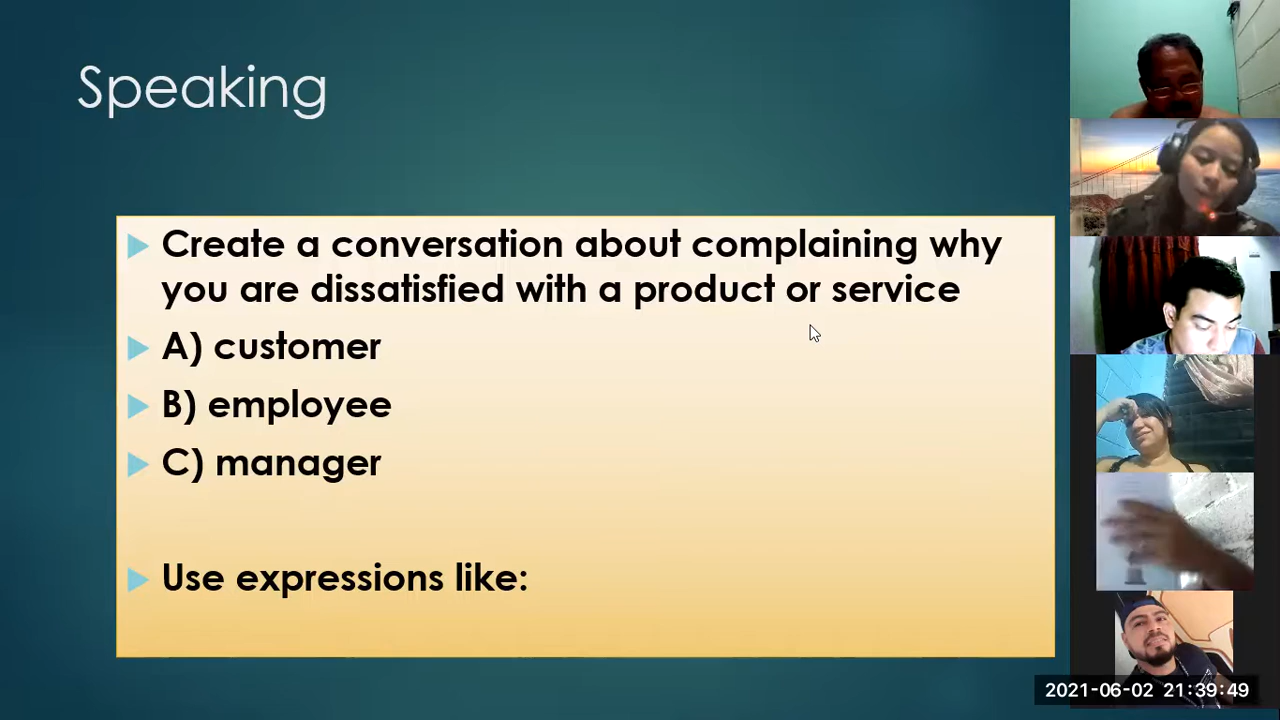 Speaking
Create a conversation about complaining why
you are dissatisfied with a product or service
A) customer
B) employee
C) manager
Use expressions like:
2021-06-02 21:39:49